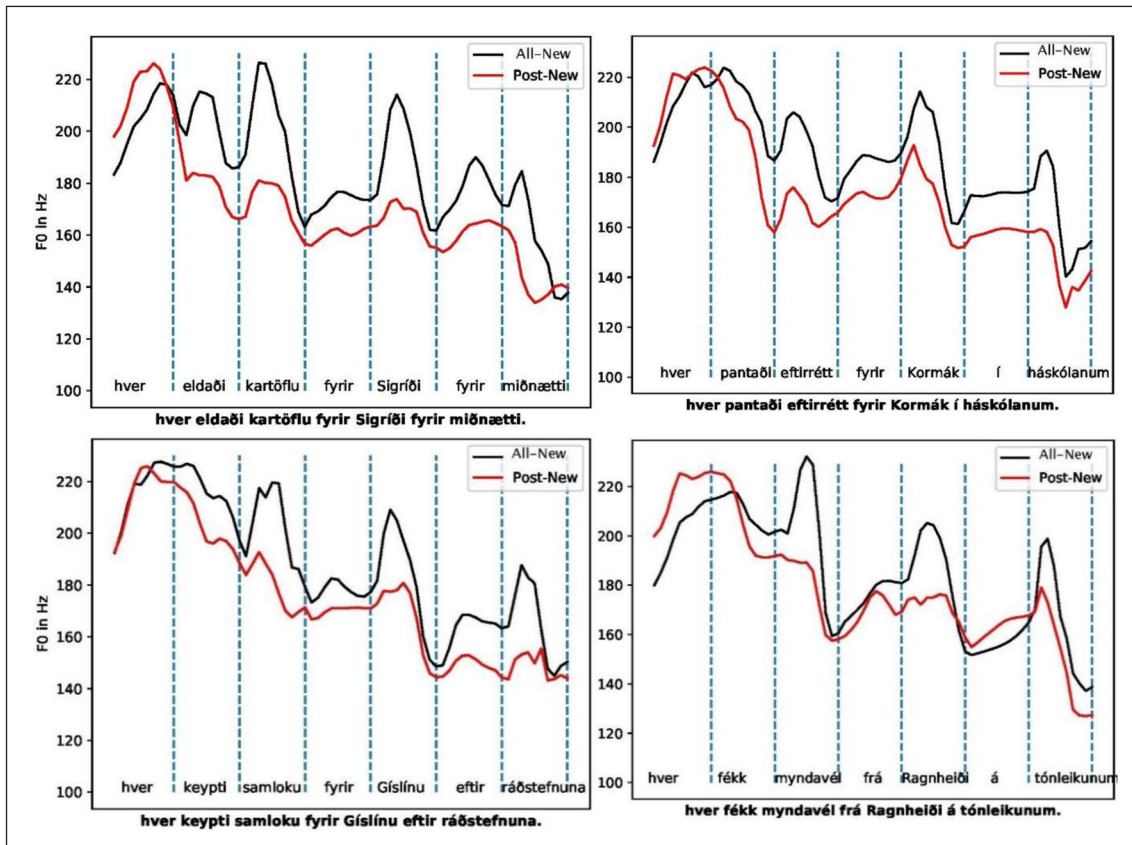 All-New
Post-New
F0 in Hz
220
200
180
160
140
120
100
hver eldaði kartöflu fyrir Sigríði fyrir miðnætti
hver eldaði kartöflu fyrir Sigríði fyrir miðnætti.
All-New
Post-New
220
200
180
160
140
120
100
hver pantaði eftirrétt fyrir Kormák í háskólanum
hver pantaði eftirrétt fyrir Kormák í háskólanum.
All-New
Post-New
F0 in Hz
220
200
180
160
140
120
100
hver keypti samloku fyrir Gíslínu eftir ráðstefnuna
hver keypti samloku fyrir Gíslínu eftir ráðstefnuna.
All-New
Post-New
220
200
180
160
140
120
100
hver fékk myndavél frá Ragnheiði á tónleikunum
hver fékk myndavél frá Ragnheiði á tónleikunum.